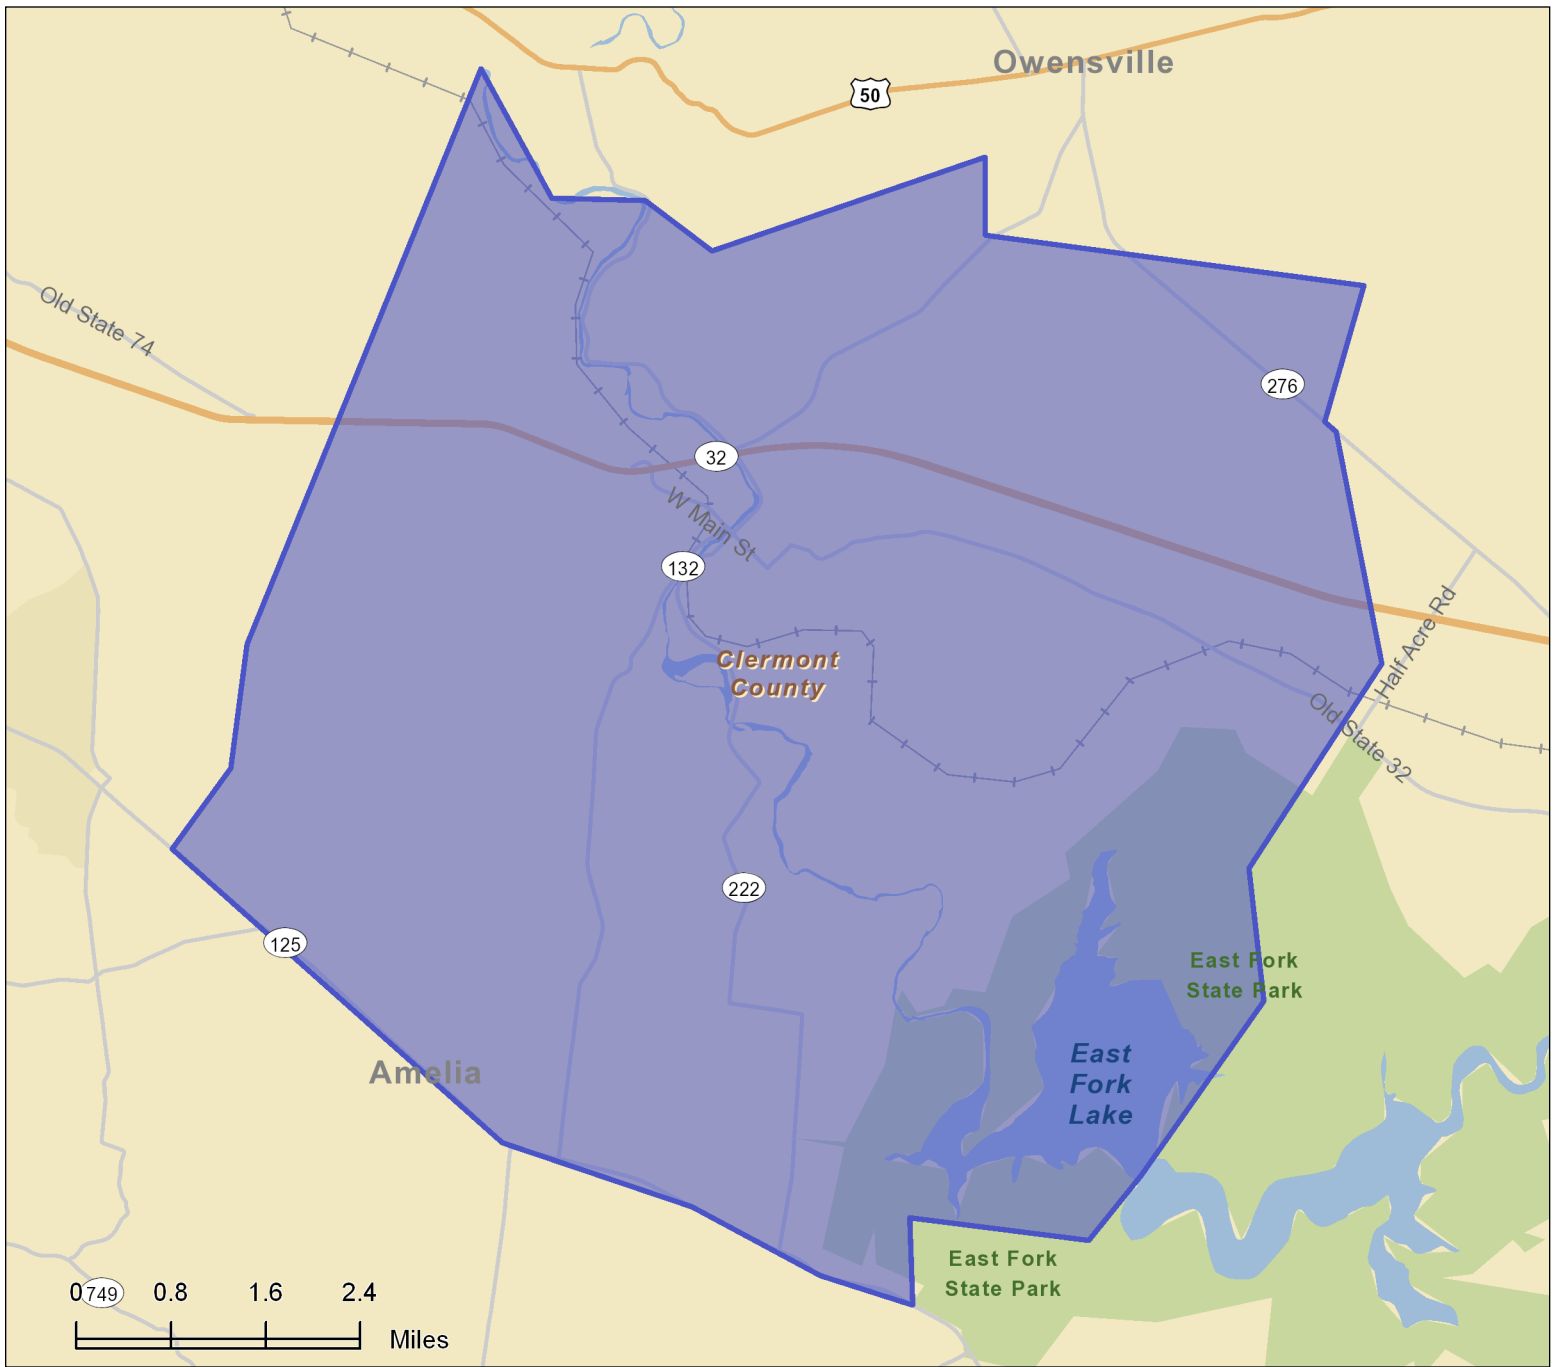 Owensville
50
Old State 74
276
32
W Main St
132
Clermont
County
Half Acre Rd
Old State 32
222
125
East Fork
State Park
East
Fork
Lake
Amelia
East Fork
State Park
0 749 0.8 1.6 2.4
Miles